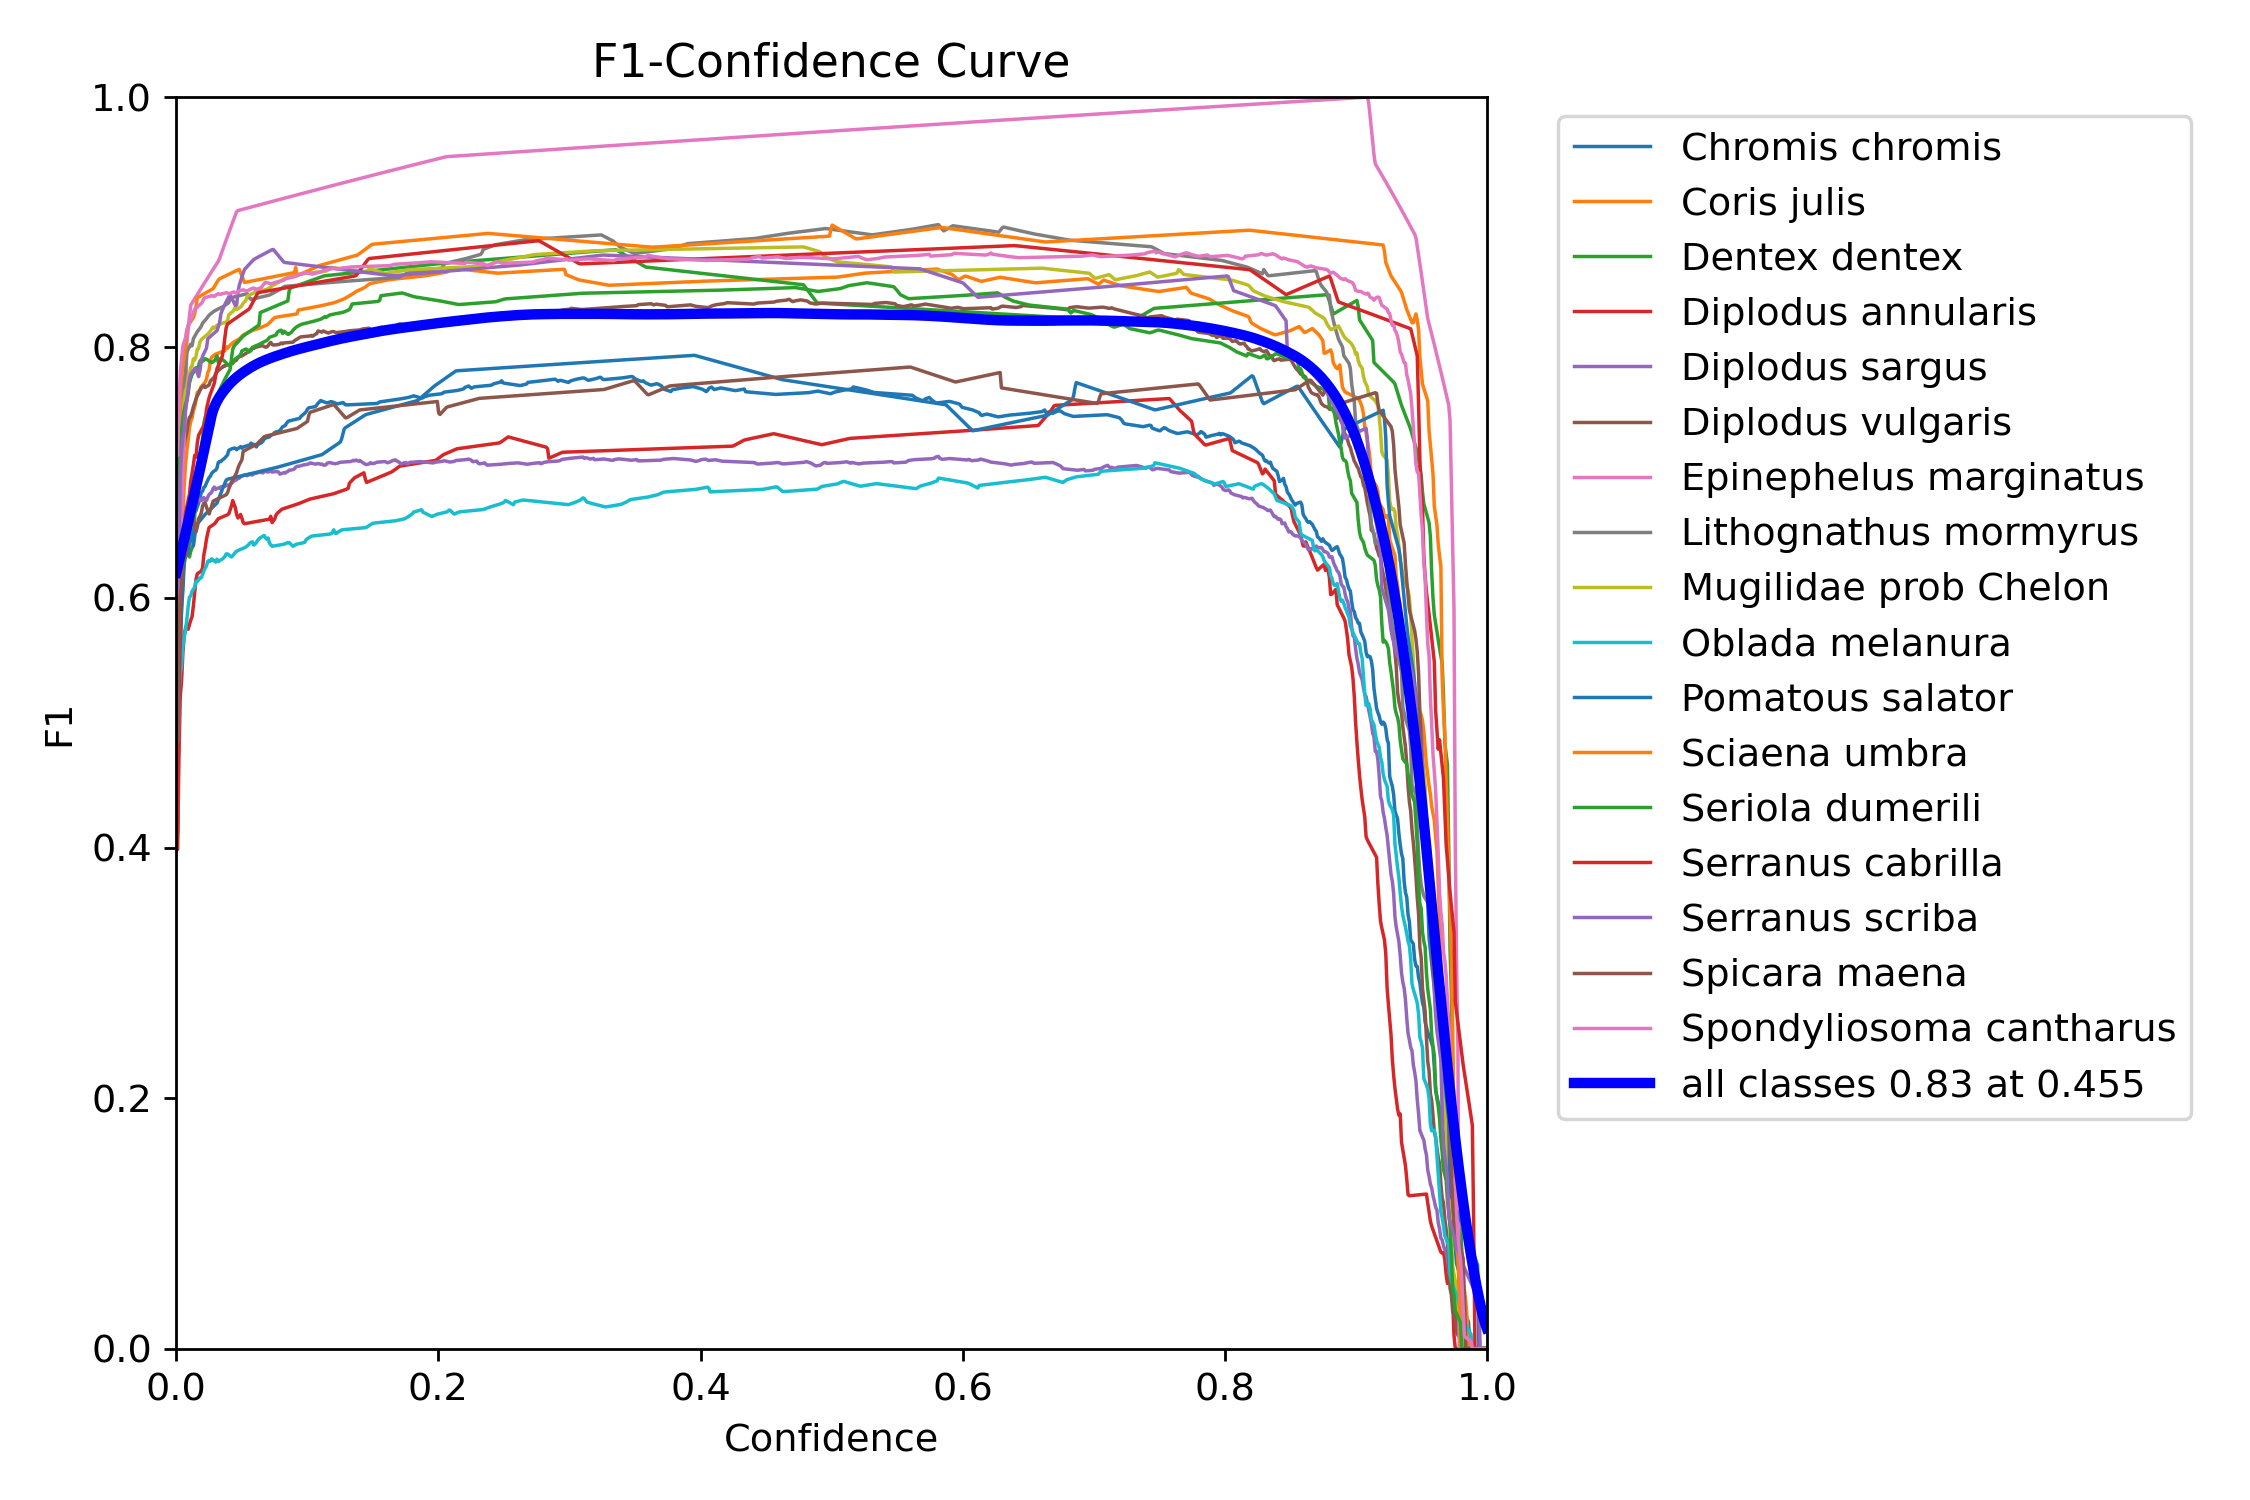 F1-Confidence Curve
1.0
0.8
0.6
0.4
0.2
0.0
F1
0.0 0.2 0.4 0.6 0.8 1.0
Confidence
Chromis chromis
Coris julis
Dentex dentex
Diplodus annularis
Diplodus sargus
Diplodus vulgaris
Epinephelus marginatus
Lithognathus mormyrus
Mugilidae prob Chelon
Oblada melanura
Pomatous salator
Sciaena umbra
Seriola dumerili
Serranus cabrilla
Serranus scriba
Spicara maena
Spondyliosoma cantharus
all classes 0.83 at 0.455